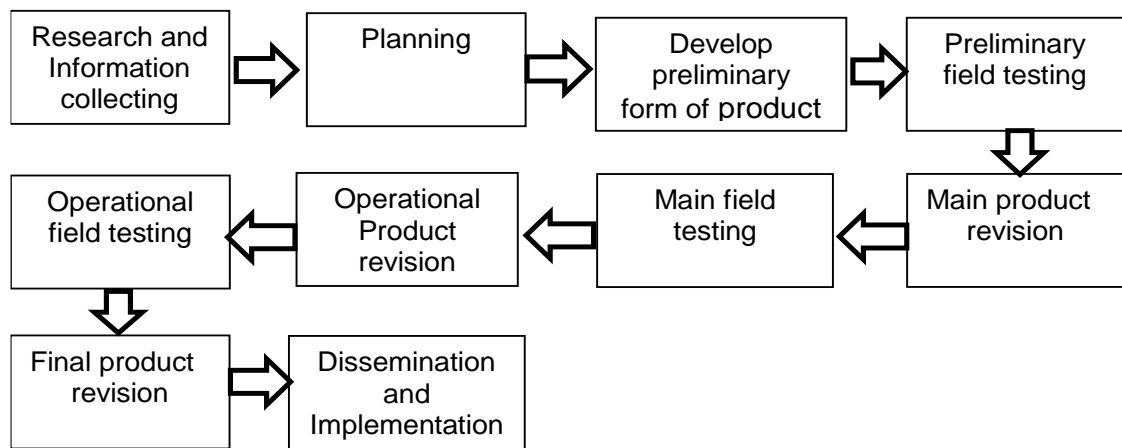 Research and
Information
collecting
Planning
Develop
preliminary
form of product
Preliminary
field testing
Main product
revision
Main field
testing
Operational
Product
revision
Operational
field testing
Final product
revision
Dissemination
and
Implementation